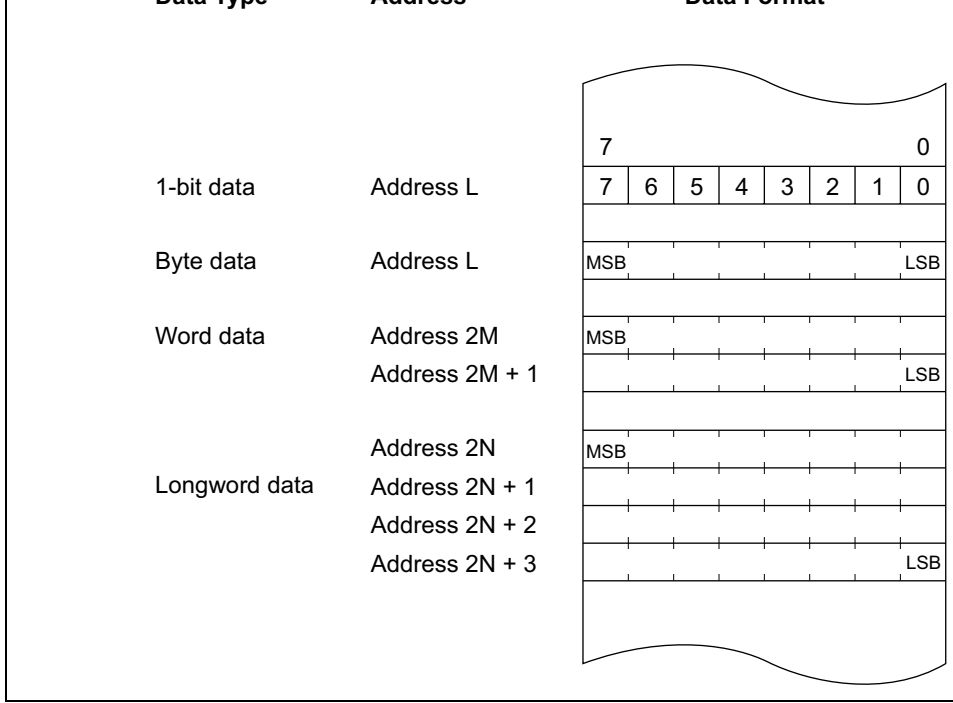 Data Type Address Data Format
7 0
1-bit data Address L 7 6 5 4 3 2 1 0
Byte data Address L MSB LSB
Word data Address 2M MSB
Address 2M + 1 LSB
Address 2N MSB
Longword data Address 2N + 1
Address 2N + 2
Address 2N + 3 LSB